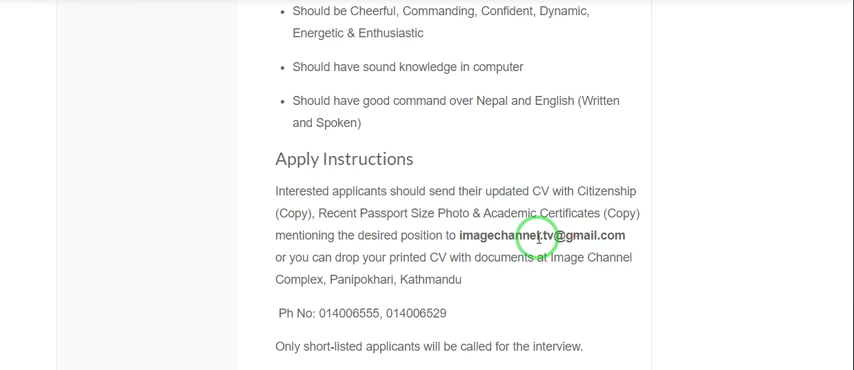 Should be Cheerful, Commanding, Confident, Dynamic,
Energetic & Enthusiastic
Should have sound knowledge in computer
Should have good command over Nepal and English (Written
and Spoken)
Apply Instructions
Interested applicants should send their updated CV with Citizenship
(Copy), Recent Passport Size Photo & Academic Certificates (Copy)
mentioning the desired position to imagechannel.tv@gmail.com
or you can drop your printed CV with documents at Image Channel
Complex, Panipokhari, Kathmandu
Ph No: 014006555, 014006529
Only short-listed applicants will be called for the interview.